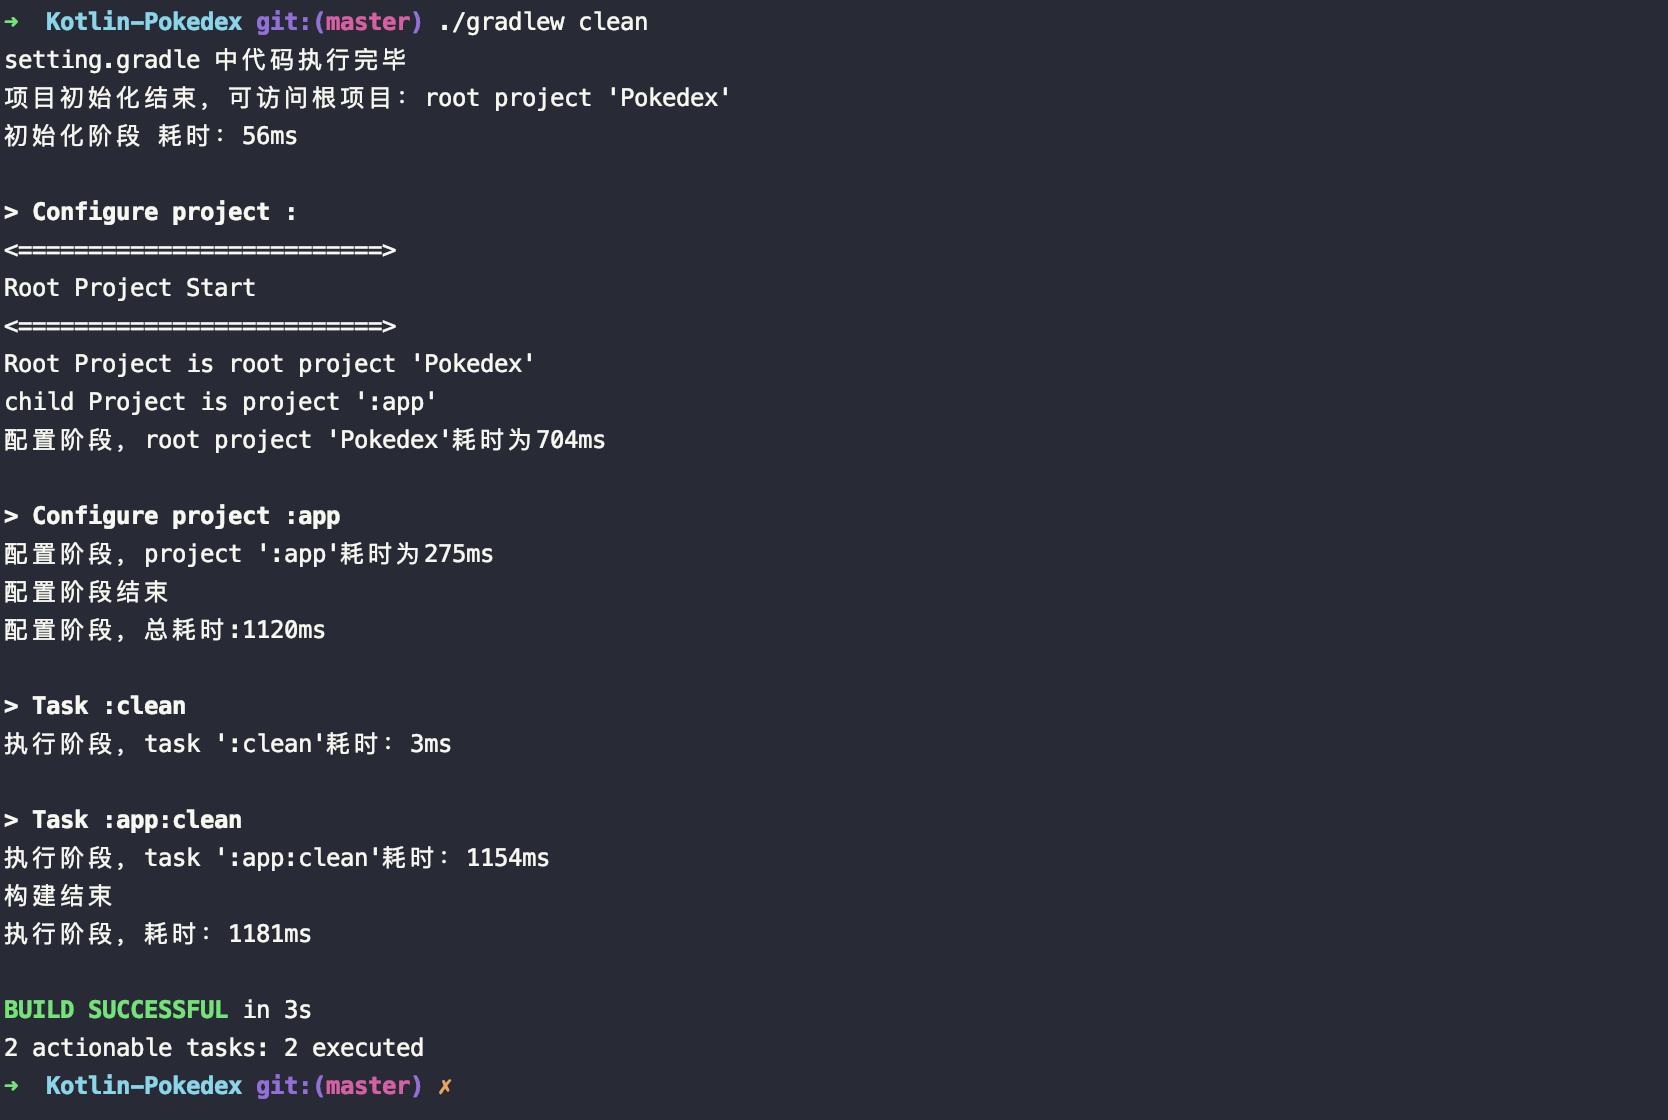 ➜  Kotlin-Pokedex git:(master) ./gradlew clean
setting.gradle 中代码执行完毕
项目初始化结束，可访问根项目：root project 'Pokedex'
初始化阶段 耗时：56ms
> Configure project :
<==========================>
Root Project Start
<==========================>
Root Project is root project 'Pokedex'
child Project is project ':app'
配置阶段，root project 'Pokedex'耗时为704ms
> Configure project :app
配置阶段，project ':app'耗时为275ms
配置阶段结束
配置阶段，总耗时:1120ms
> Task :clean
执行阶段，task ':clean'耗时：3ms
> Task :app:clean
执行阶段，task ':app:clean'耗时：1154ms
构建结束
执行阶段，耗时：1181ms
BUILD SUCCESSFUL in 3s
2 actionable tasks: 2 executed
➜  Kotlin-Pokedex git:(master) ✗